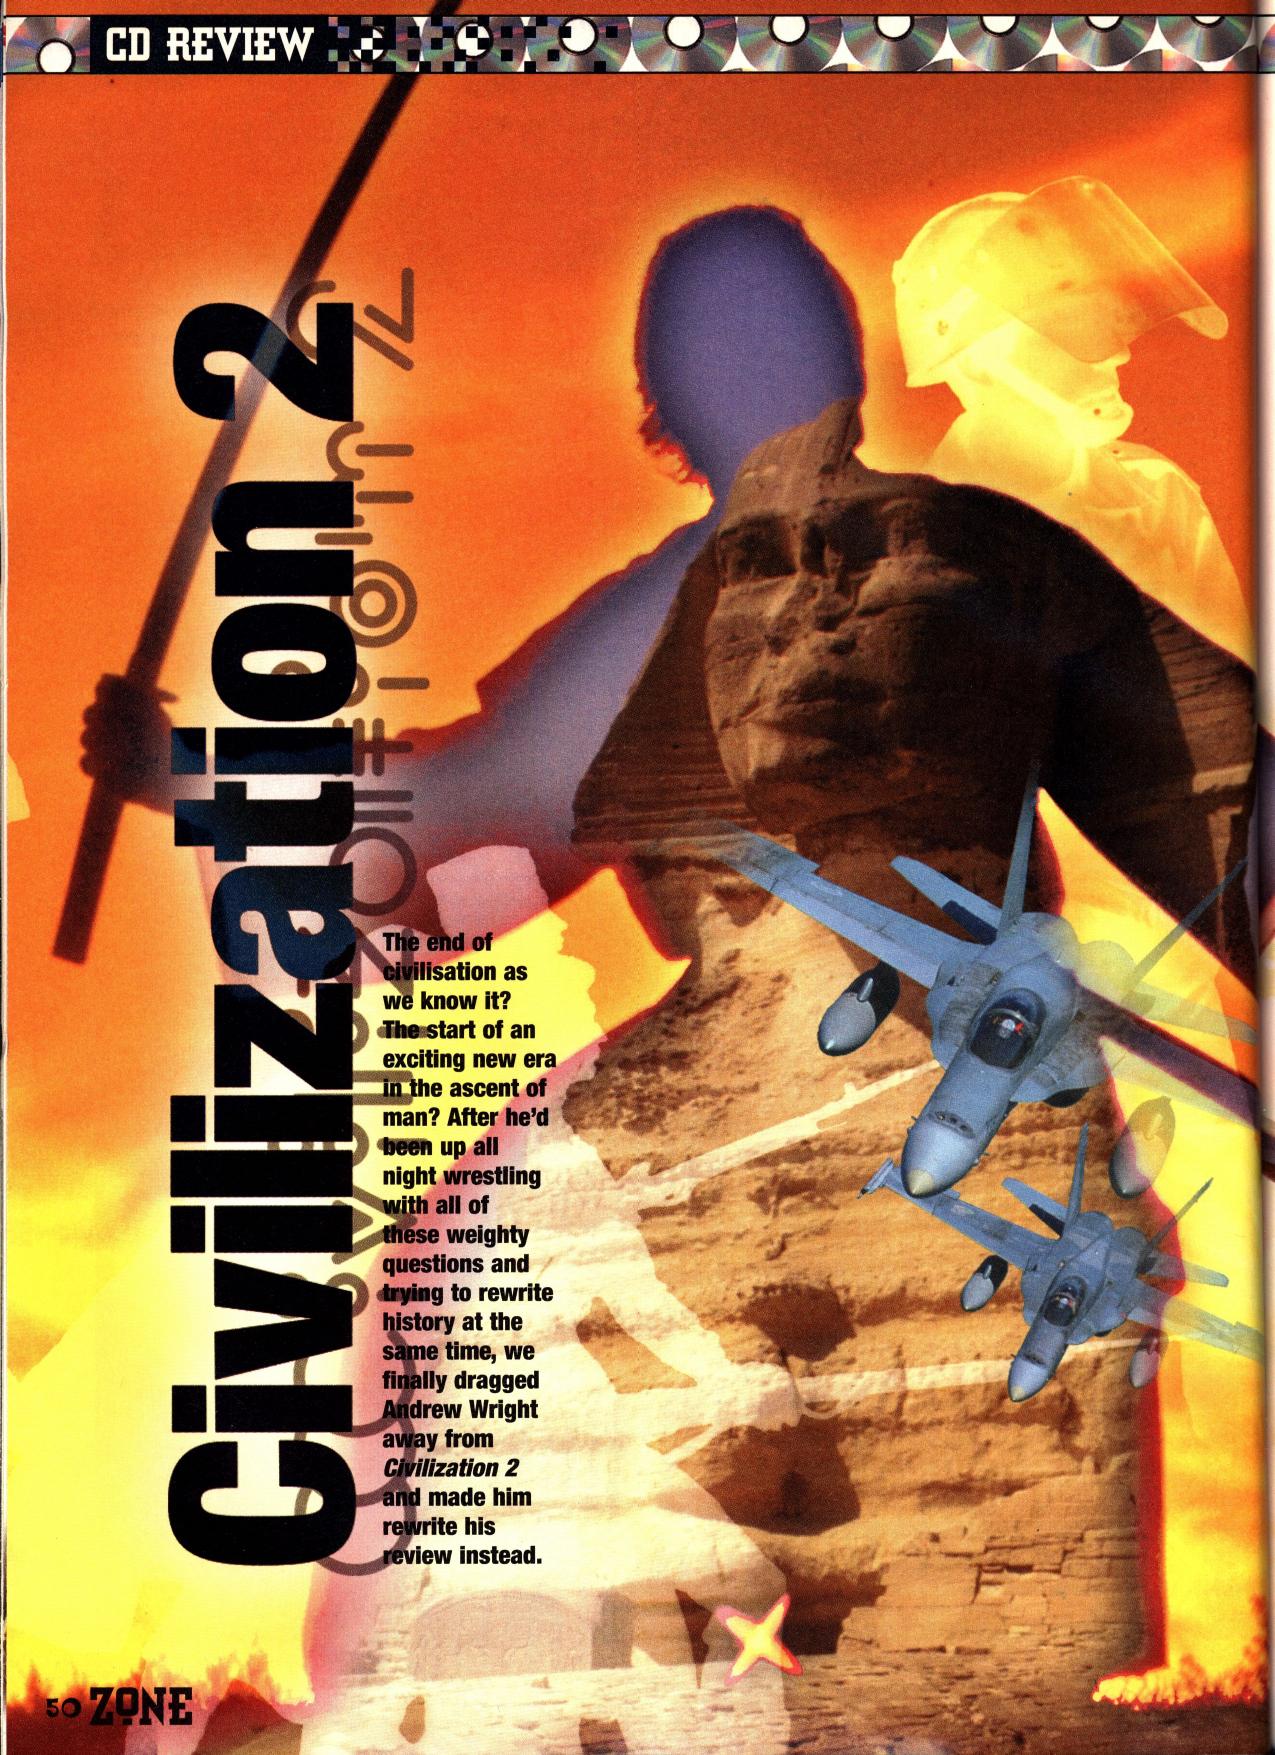 CD REVIEW
Civilization 2
The end of
civilisation as
we know it?
The start of an
exciting new era
in the ascent of
man? After he'd
been up all
night wrestling
with all of
these weighty
questions and
trying to rewrite
history at the
same time, we
finally dragged
Andrew Wright
away from
Civilization 2
and made him
rewrite his
review instead.
50 ZONE